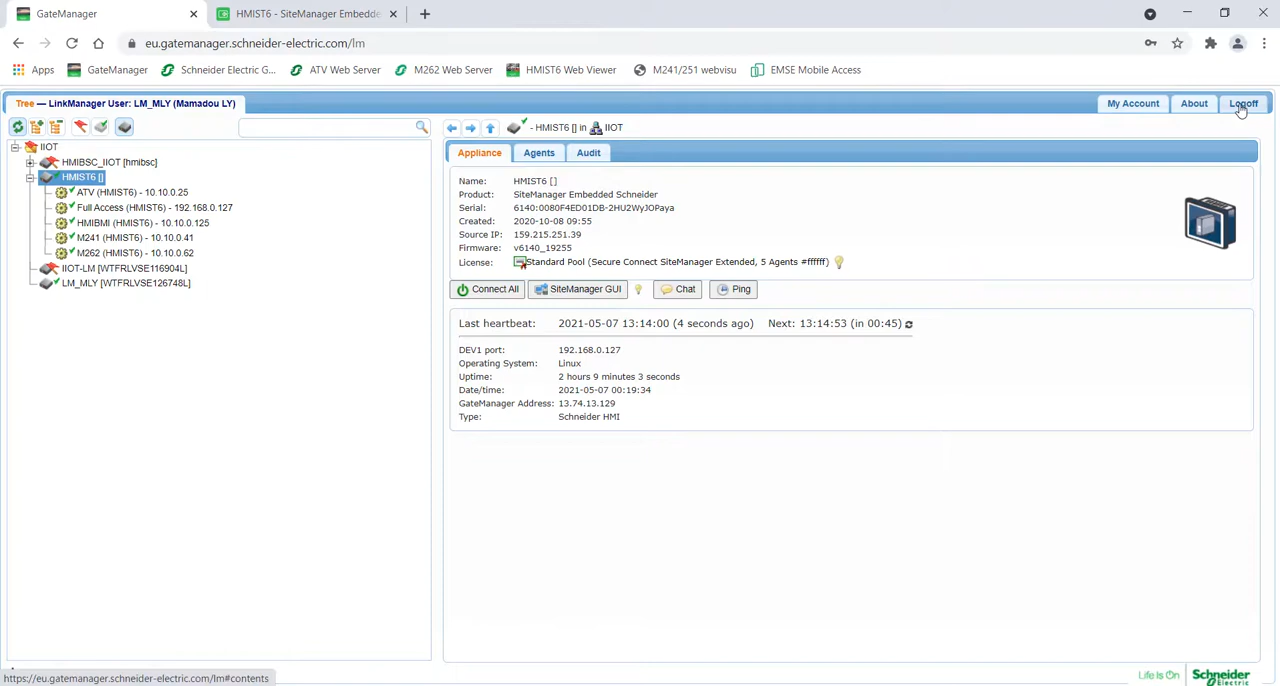 GateManager
HMIST6 - SiteManager Embedde
eu.gatemanager.schneider-electric.com/lm
Apps
GateManager
Schneider Electric G...
ATV Web Server
M262 Web Server
HMIST6 Web Viewer
M241/251 webvisu
EMSE Mobile Access
Tree — LinkManager User: LM_MLY (Mamadou LY)
My Account
About
Logoff
- HMIST6 [] in IIOT
IIOT
HMIBSC_IIOT [hmibsc]
HMIST6 []
ATV (HMIST6) - 10.10.0.25
Full Access (HMIST6) - 192.168.0.127
HMIBMI (HMIST6) - 10.10.0.125
M241 (HMIST6) - 10.10.0.41
M262 (HMIST6) - 10.10.0.62
IIOT-LM [WTFRLVSE116904L]
LM_MLY [WTFRLVSE126748L]
Appliance
Agents
Audit
Name: HMIST6 []
Product: SiteManager Embedded Schneider
Serial: 6140:0080F4ED01DB-2HU2WyJOPaya
Created: 2020-10-08 09:55
Source IP: 159.215.251.39
Firmware: v6140_19255
License: Standard Pool (Secure Connect SiteManager Extended, 5 Agents #ffffff)
Connect All
SiteManager GUI
Chat
Ping
Last heartbeat: 2021-05-07 13:14:00 (4 seconds ago) Next: 13:14:53 (in 00:45)
DEV1 port: 192.168.0.127
Operating System: Linux
Uptime: 2 hours 9 minutes 3 seconds
Date/time: 2021-05-07 00:19:34
GateManager Address: 13.74.13.129
Type: Schneider HMI
https://eu.gatemanager.schneider-electric.com/lm#contents
Life Is On
Schneider
Electric